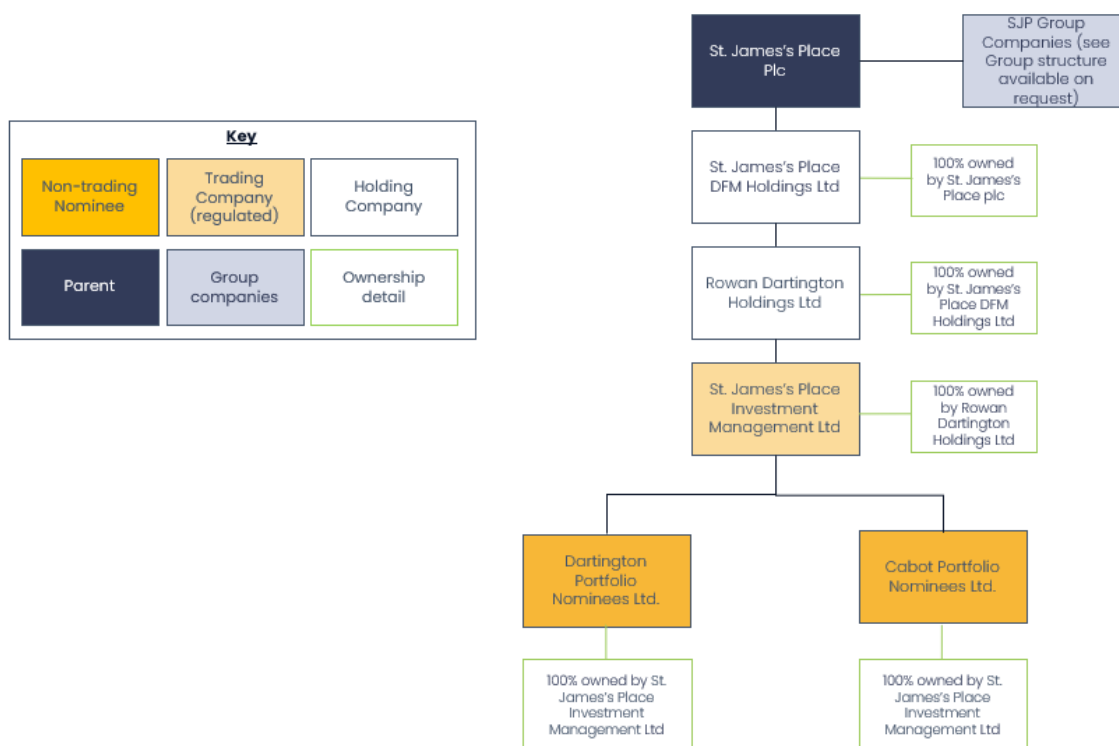 St. James's Place
Plc
SJP Group
Companies (see
Group structure
available on
request)
Key
Non-trading
Nominee
Trading
Company
(regulated)
Holding
Company
Parent
Group
companies
Ownership
detail
St. James's Place
DFM Holdings Ltd
100% owned
by St. James's
Place plc
Rowan Dartington
Holdings Ltd
100% owned
by St. James's
Place DFM
Holdings Ltd
St. James's Place
Investment
Management Ltd
100% owned
by Rowan
Dartington
Holdings Ltd
Dartington
Portfolio
Nominees Ltd.
Cabot Portfolio
Nominees Ltd.
100% owned by St.
James's Place
Investment
Management Ltd
100% owned by St.
James's Place
Investment
Management Ltd